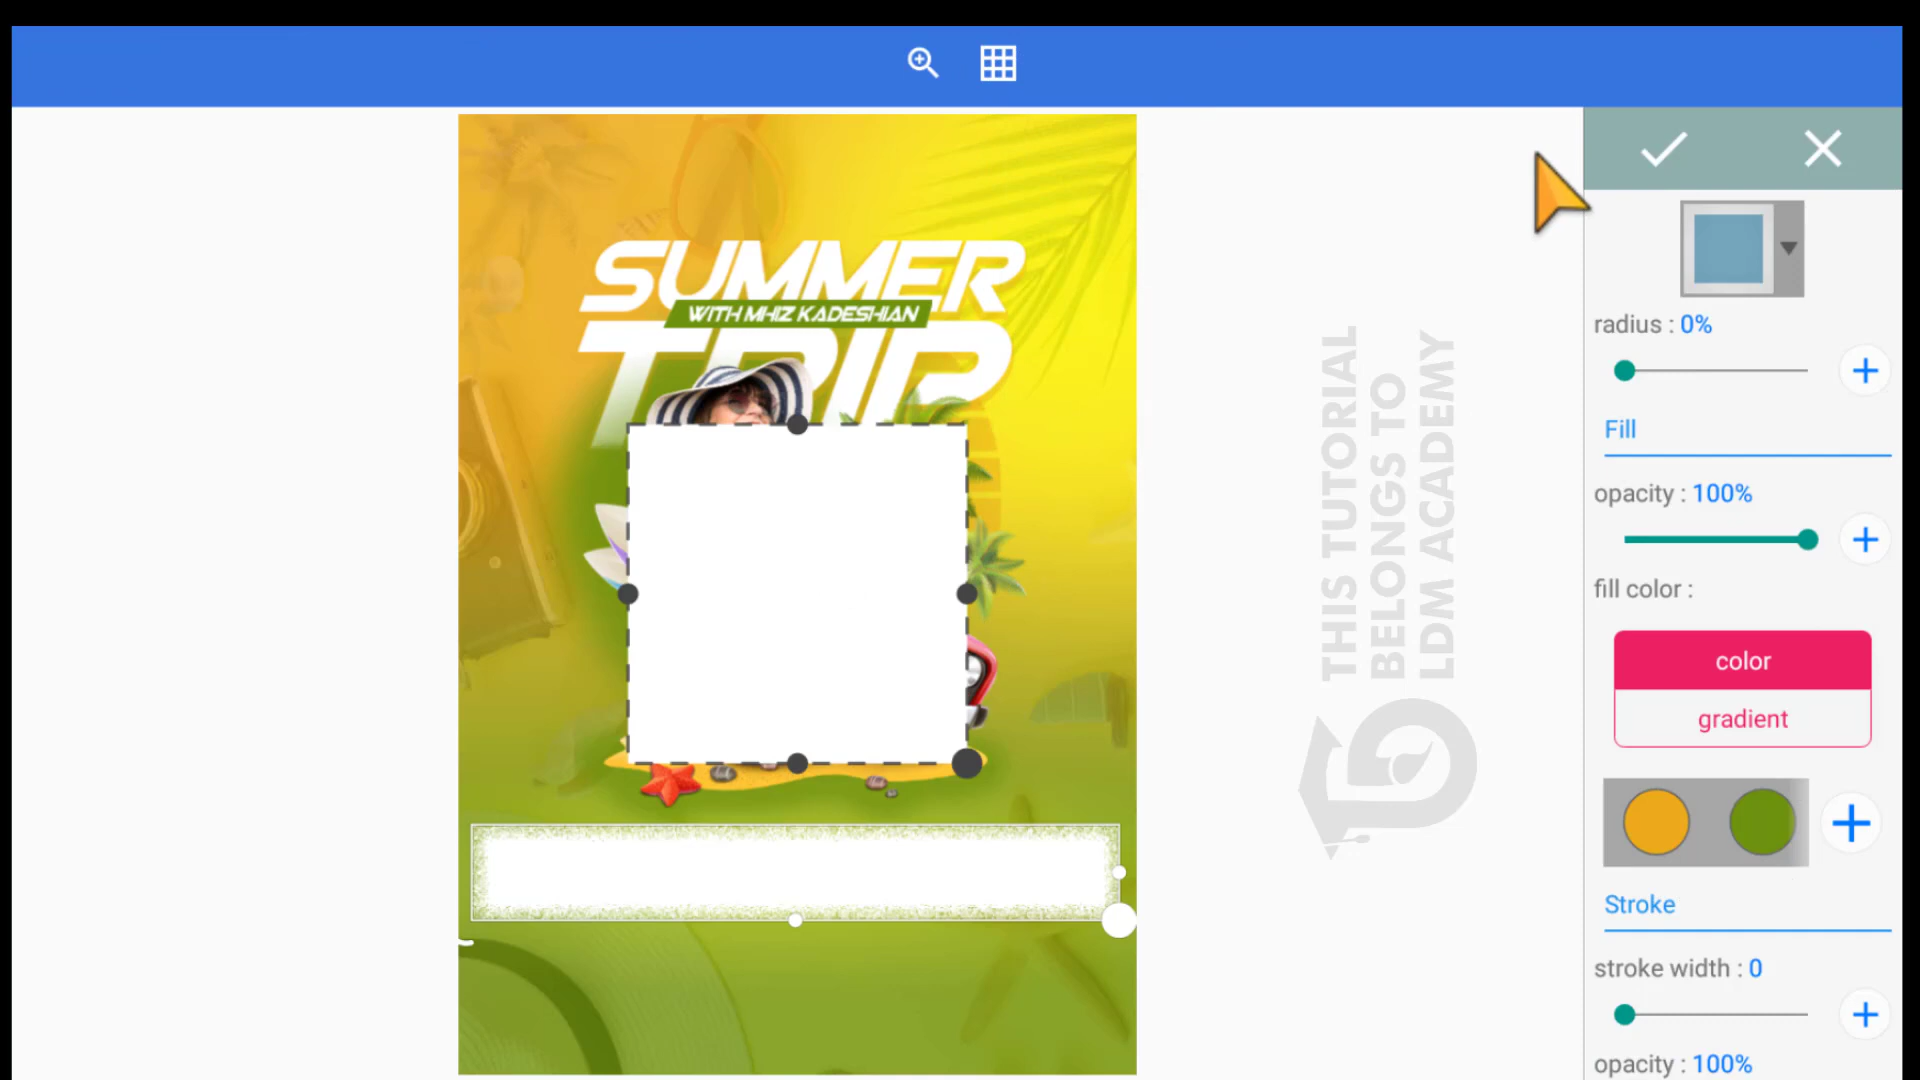 SUMMER
WITH MHIZ KADESHIAN
TRIP
THIS TUTORIAL
BELONGS TO
LDM ACADEMY
radius : 0%
Fill
opacity : 100%
fill color :
color
gradient
Stroke
stroke width : 0
opacity : 100%